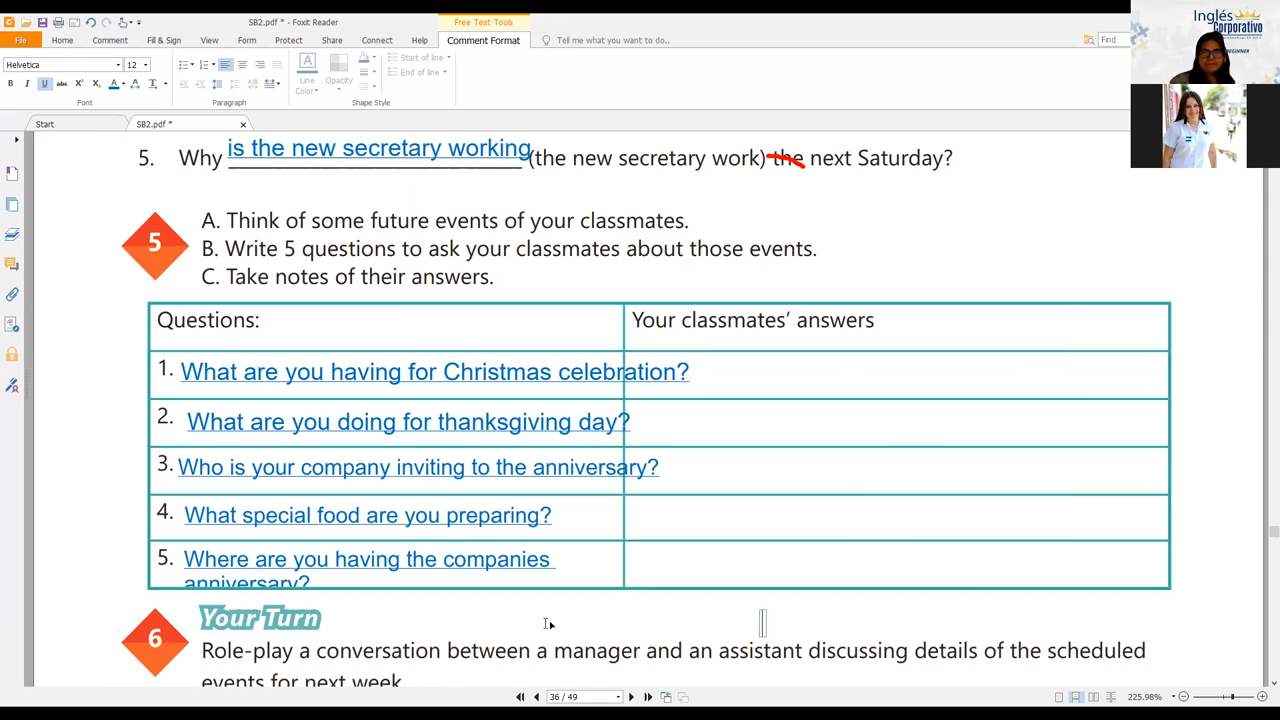 SB2.pdf * - Foxit Reader
Free Text Tools
File Home Comment Fill & Sign View Form Protect Share Connect Help Comment Format Tell me what you want to do.. Find
Helvetica 12 Line Color Opacity Start of line End of line
B I U abc X² X₂ A T
Font Paragraph Shape Style
Inglés Corporativo
BEGINNER
Start SB2.pdf *
5. Why is the new secretary working (the new secretary work) the next Saturday?
5
A. Think of some future events of your classmates.
B. Write 5 questions to ask your classmates about those events.
C. Take notes of their answers.
Questions: Your classmates’ answers
1. What are you having for Christmas celebration?
2. What are you doing for thanksgiving day?
3. Who is your company inviting to the anniversary?
4. What special food are you preparing?
5. Where are you having the companies
anniversary?
Your Turn
6
Role-play a conversation between a manager and an assistant discussing details of the scheduled
events for next week
36 / 49 225.98%